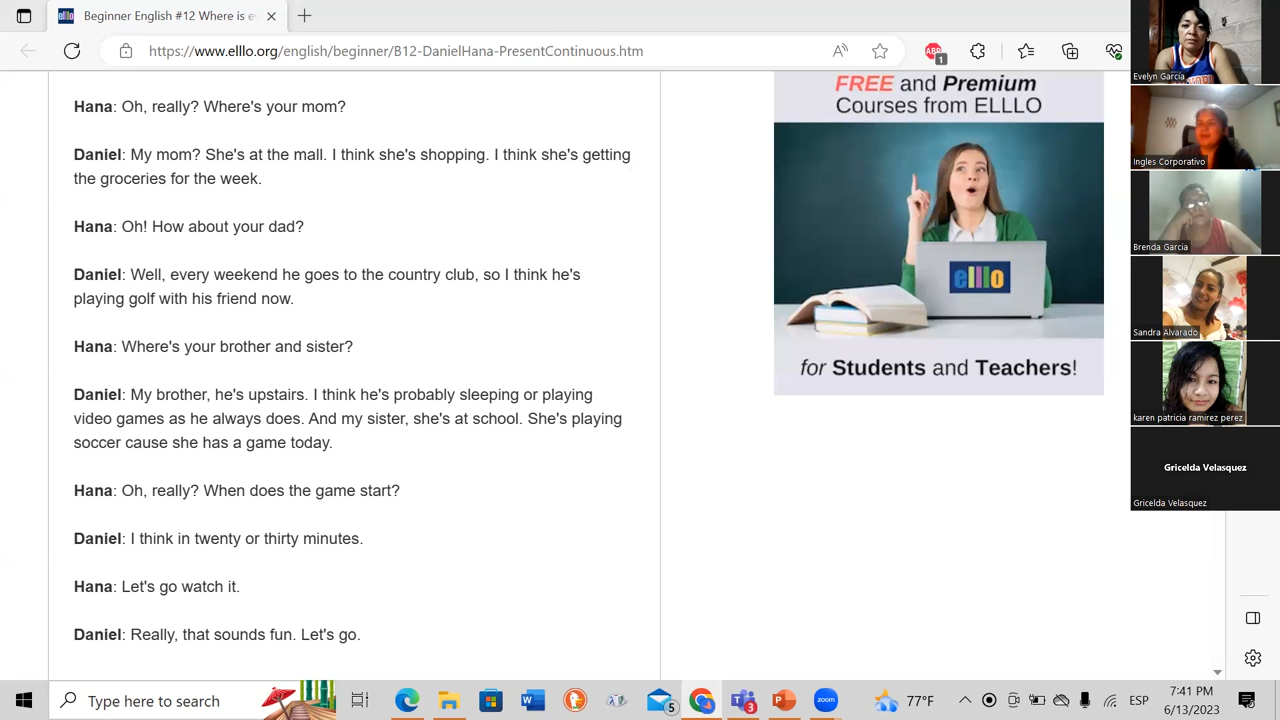 Beginner English #12 Where is e
https://www.elllo.org/english/beginner/B12-DanielHana-PresentContinuous.htm
ABP
1
Hana: Oh, really? Where's your mom?
Daniel: My mom? She's at the mall. I think she's shopping. I think she's getting
the groceries for the week.
Hana: Oh! How about your dad?
Daniel: Well, every weekend he goes to the country club, so I think he's
playing golf with his friend now.
Hana: Where's your brother and sister?
Daniel: My brother, he's upstairs. I think he's probably sleeping or playing
video games as he always does. And my sister, she's at school. She's playing
soccer cause she has a game today.
Hana: Oh, really? When does the game start?
Daniel: I think in twenty or thirty minutes.
Hana: Let's go watch it.
Daniel: Really, that sounds fun. Let's go.
FREE and Premium
Courses from ELLLO
elllo
for Students and Teachers!
Evelyn García
Ingles Corporativo
Brenda Garcia
Sandra Alvarado
karen patricia ramirez perez
Gricelda Velasquez
Gricelda Velasquez
Type here to search
5
3
zoom
77°F
ESP
7:41 PM
6/13/2023